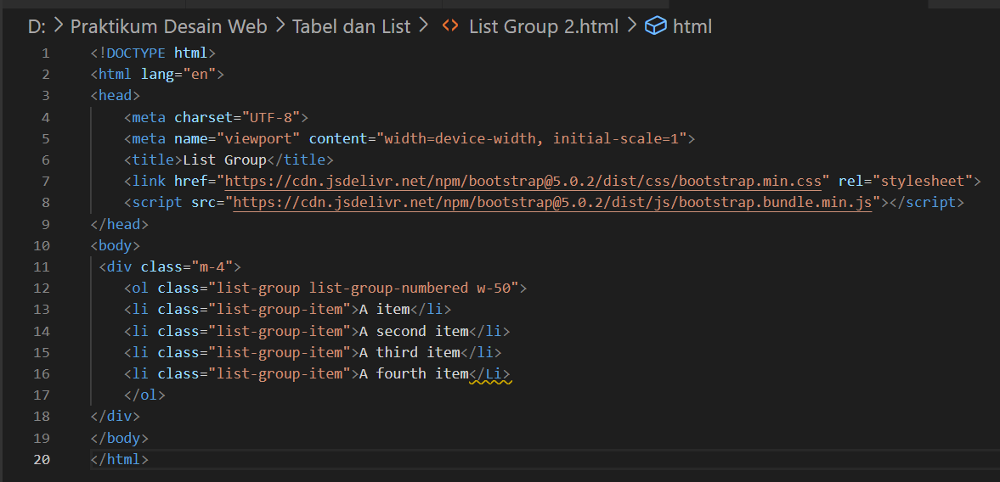 D: > Praktikum Desain Web > Tabel dan List > <> List Group 2.html > html
1 <!DOCTYPE html>
2 <html lang="en">
3 <head>
4     <meta charset="UTF-8">
5     <meta name="viewport" content="width=device-width, initial-scale=1">
6     <title>List Group</title>
7     <link href="https://cdn.jsdelivr.net/npm/bootstrap@5.0.2/dist/css/bootstrap.min.css" rel="stylesheet">
8     <script src="https://cdn.jsdelivr.net/npm/bootstrap@5.0.2/dist/js/bootstrap.bundle.min.js"></script>
9 </head>
10 <body>
11  <div class="m-4">
12     <ol class="list-group list-group-numbered w-50">
13     <li class="list-group-item">A item</li>
14     <li class="list-group-item">A second item</li>
15     <li class="list-group-item">A third item</li>
16     <li class="list-group-item">A fourth item</Li>
17     </ol>
18 </div>
19 </body>
20 </html>